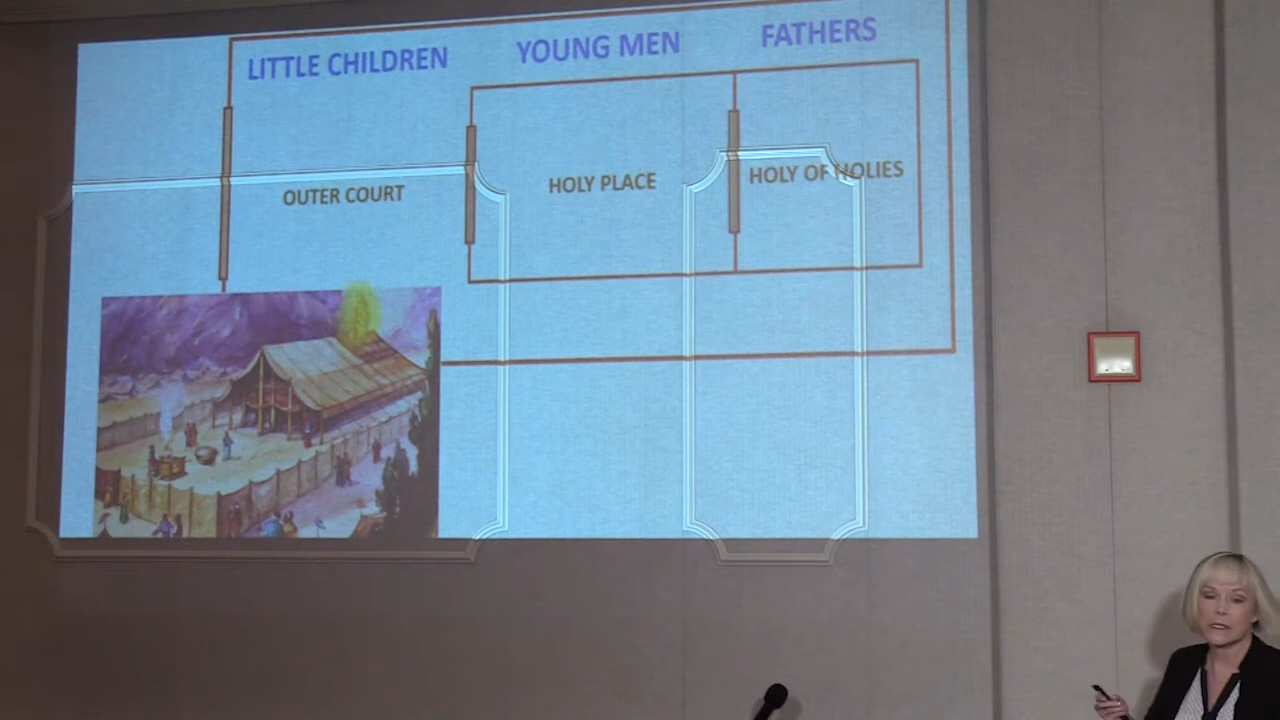 LITTLE CHILDREN
YOUNG MEN
FATHERS
OUTER COURT
HOLY PLACE
HOLY OF HOLIES